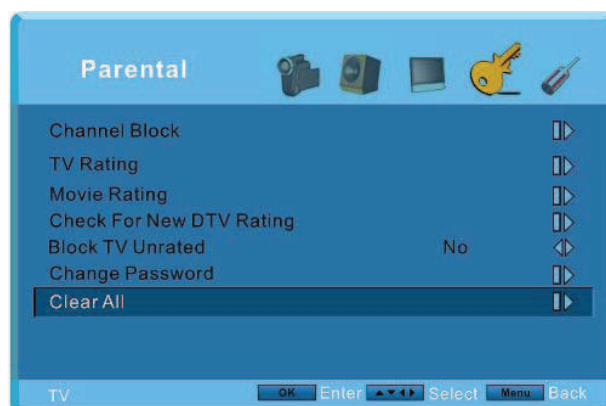 Parental
Channel Block
TV Rating
Movie Rating
Check For New DTV Rating
Block TV Unrated No
Change Password
Clear All
TV OK Enter Select Menu Back